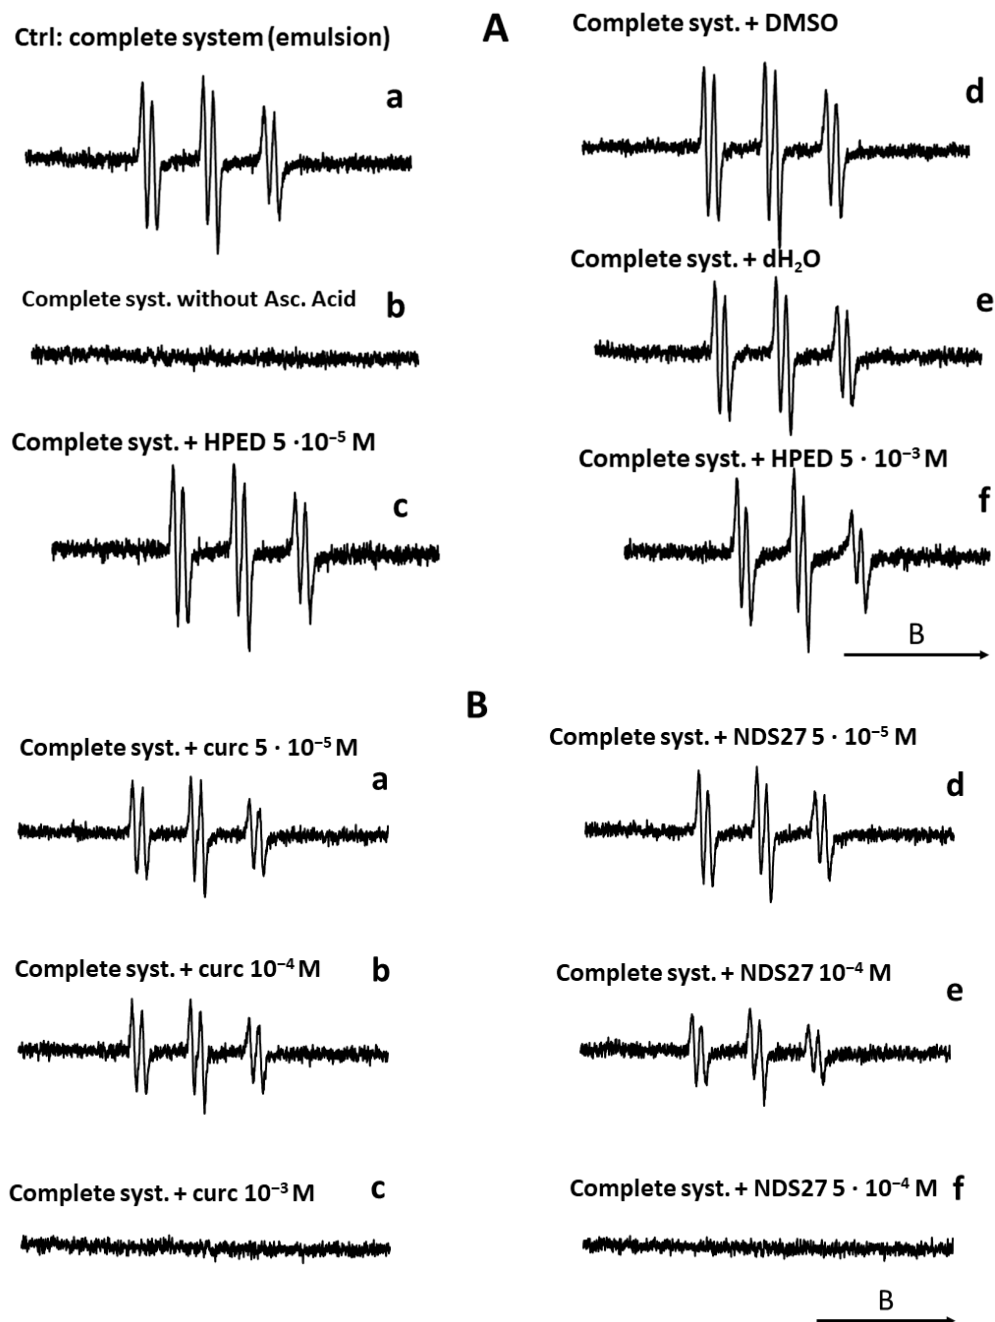 A
Ctrl: complete system (emulsion)
a
Complete syst. without Asc. Acid
b
Complete syst. + HPED 5 ·10⁻⁵ M
c
Complete syst. + DMSO
d
Complete syst. + dH₂O
e
Complete syst. + HPED 5 · 10⁻³ M
f
B
B
Complete syst. + curc 5 · 10⁻⁵ M
a
Complete syst. + curc 10⁻⁴ M
b
Complete syst. + curc 10⁻³ M
c
Complete syst. + NDS27 5 · 10⁻⁵ M
d
Complete syst. + NDS27 10⁻⁴ M
e
Complete syst. + NDS27 5 · 10⁻⁴ M
f
B